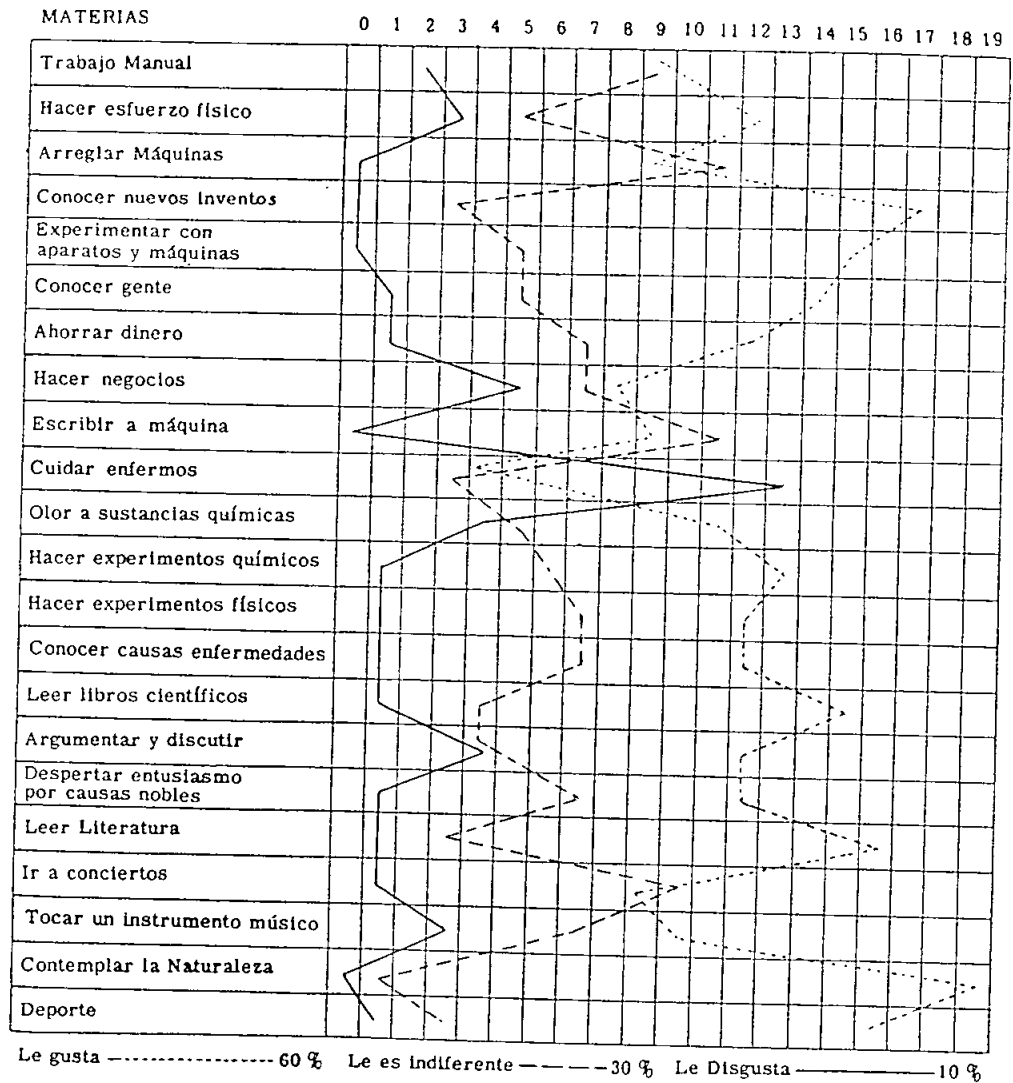 MATERIAS 0 1 2 3 4 5 6 7 8 9 10 11 12 13 14 15 16 17 18 19
Trabajo Manual
Hacer esfuerzo físico
Arreglar Máquinas
Conocer nuevos Inventos
Experimentar con
aparatos y máquinas
Conocer gente
Ahorrar dinero
Hacer negocios
Escribir a máquina
Cuidar enfermos
Olor a sustancias químicas
Hacer experimentos químicos
Hacer experimentos físicos
Conocer causas enfermedades
Leer libros científicos
Argumentar y discutir
Despertar entusiasmo
por causas nobles
Leer Literatura
Ir a conciertos
Tocar un instrumento músico
Contemplar la Naturaleza
Deporte
Le gusta 60 % Le es indiferente 30 % Le Disgusta 10 %